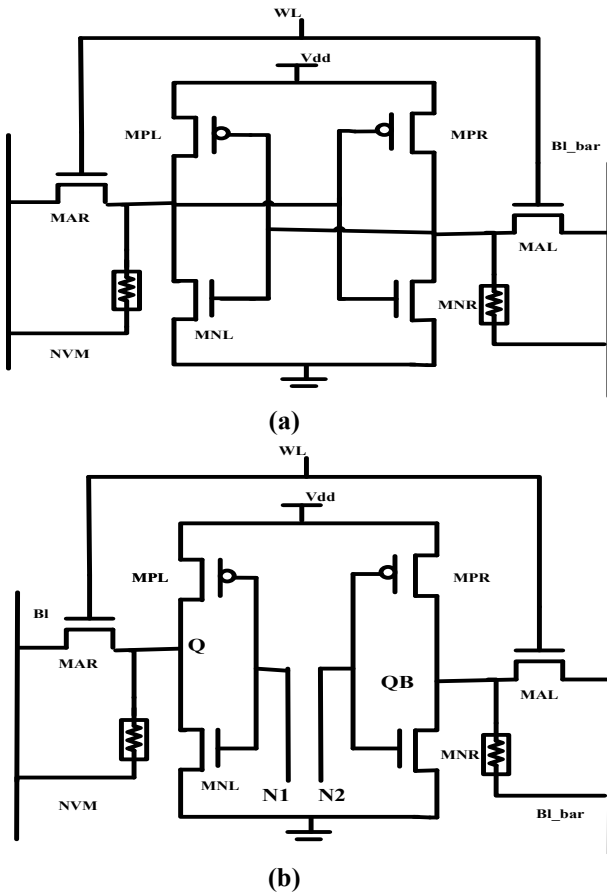 WL
Vdd
MPL
MPR
Bl_bar
MAR
MAL
MNL
MNR
NVM
(a)
WL
Vdd
MPL
MPR
Bl
MAR
Q
QB
MAL
MNL
MNR
N1
N2
NVM
Bl_bar
(b)